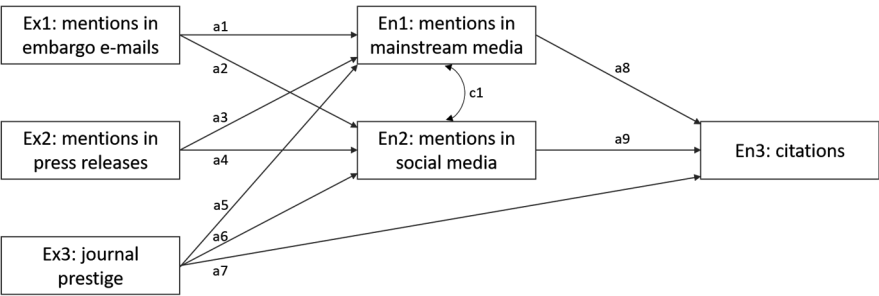 Ex1: mentions in
embargo e-mails
a1
a2
En1: mentions in
mainstream media
a8
Ex2: mentions in
press releases
a3
a4
c1
En2: mentions in
social media
a9
En3: citations
Ex3: journal
prestige
a5
a6
a7